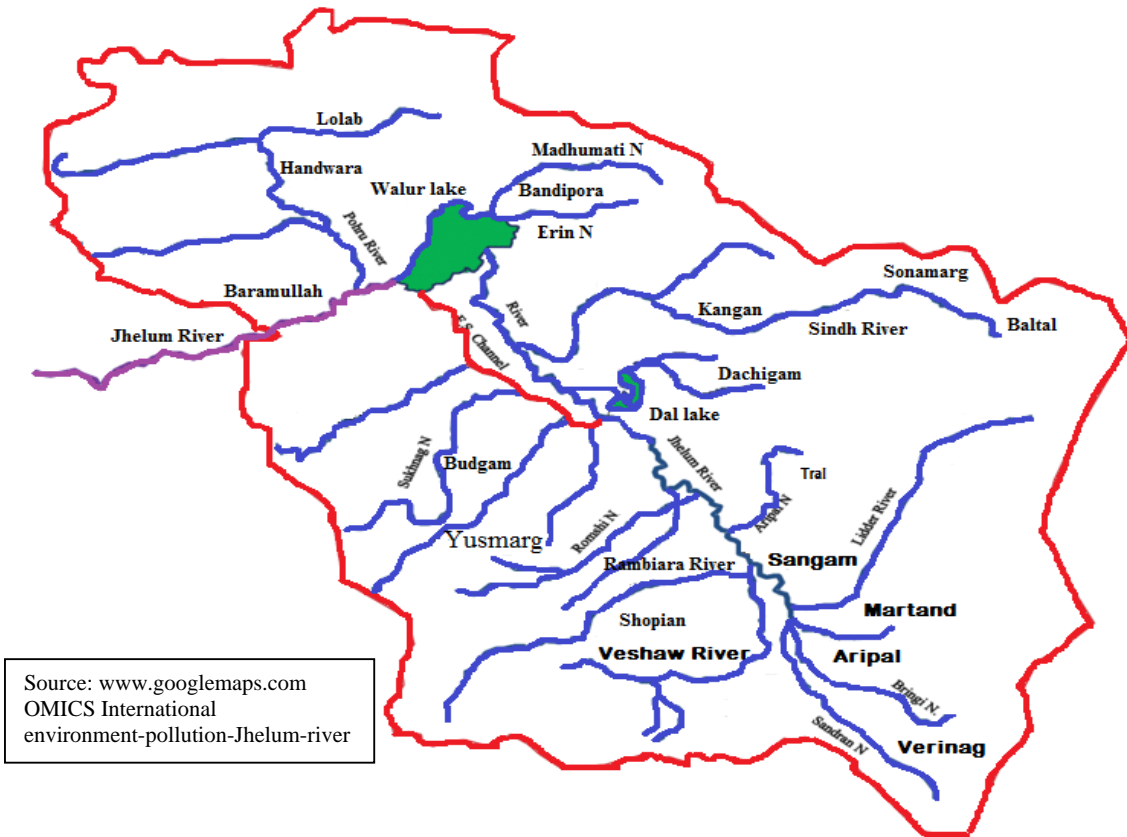 Lolab
Handwara
Madhumati N
Walur lake
Bandipora
Erin N
Pohru River
Baramullah
Jhelum River
River
F.S. Channel
Sonamarg
Kangan
Sindh River
Baltal
Dachigam
Dal lake
Sukhnag N
Budgam
Jhelum River
Tral
Aripal N
Lidder River
Yusmarg
Romshi N
Rambiara River
Sangam
Martand
Shopian
Veshaw River
Aripal
Bringi N.
Sandran N
Verinag
Source: www.googlemaps.com
OMICS International
environment-pollution-Jhelum-river